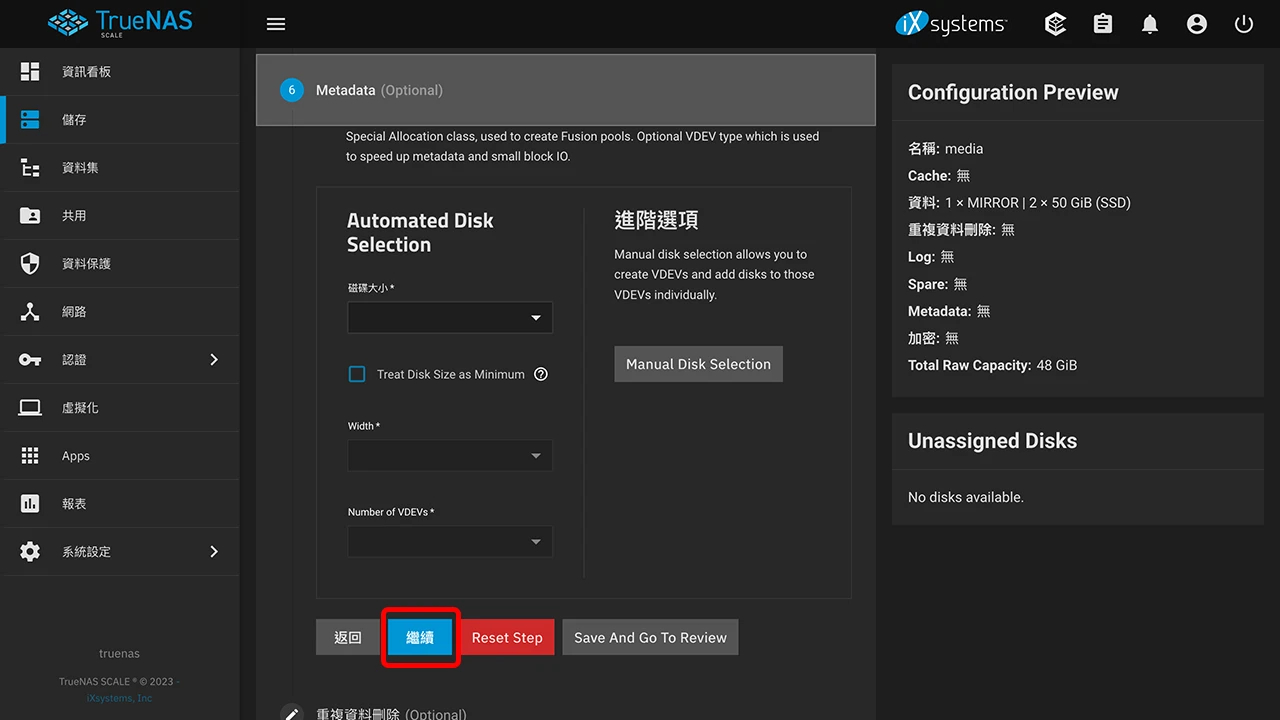 TrueNAS
SCALE
iXsystems
資訊看板
儲存
資料集
共用
資料保護
網路
認證
虛擬化
Apps
報表
系統設定
truenas
TrueNAS SCALE ® © 2023 -
iXsystems, Inc
6
Metadata (Optional)
Special Allocation class, used to create Fusion pools. Optional VDEV type which is used
to speed up metadata and small block IO.
Automated Disk
Selection
磁碟大小 *
Treat Disk Size as Minimum
Width *
Number of VDEVs *
進階選項
Manual disk selection allows you to
create VDEVs and add disks to those
VDEVs individually.
Manual Disk Selection
返回
繼續
Reset Step
Save And Go To Review
重複資料刪除 (Optional)
Configuration Preview
名稱: media
Cache: 無
資料: 1 × MIRROR | 2 × 50 GiB (SSD)
重複資料刪除: 無
Log: 無
Spare: 無
Metadata: 無
加密: 無
Total Raw Capacity: 48 GiB
Unassigned Disks
No disks available.